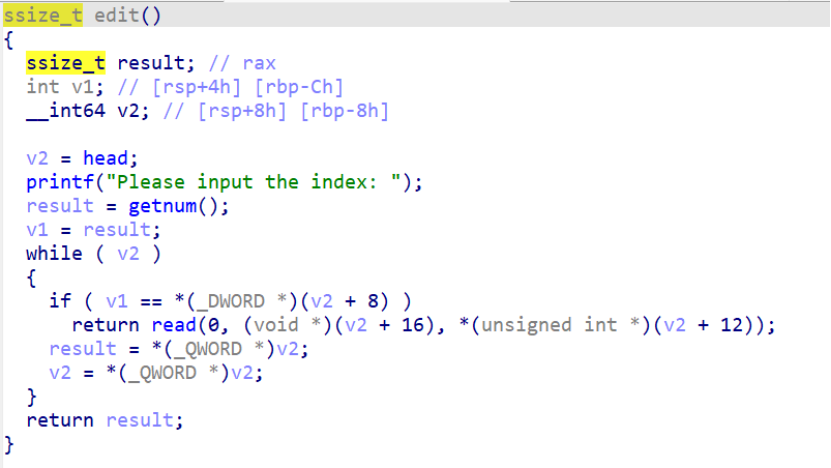 ssize_t edit()
{
ssize_t result; // rax
int v1; // [rsp+4h] [rbp-Ch]
__int64 v2; // [rsp+8h] [rbp-8h]
v2 = head;
printf("Please input the index: ");
result = getnum();
v1 = result;
while ( v2 )
{
if ( v1 == *(_DWORD *)(v2 + 8) )
return read(0, (void *)(v2 + 16), *(unsigned int *)(v2 + 12));
result = *(_QWORD *)v2;
v2 = *(_QWORD *)v2;
}
return result;
}